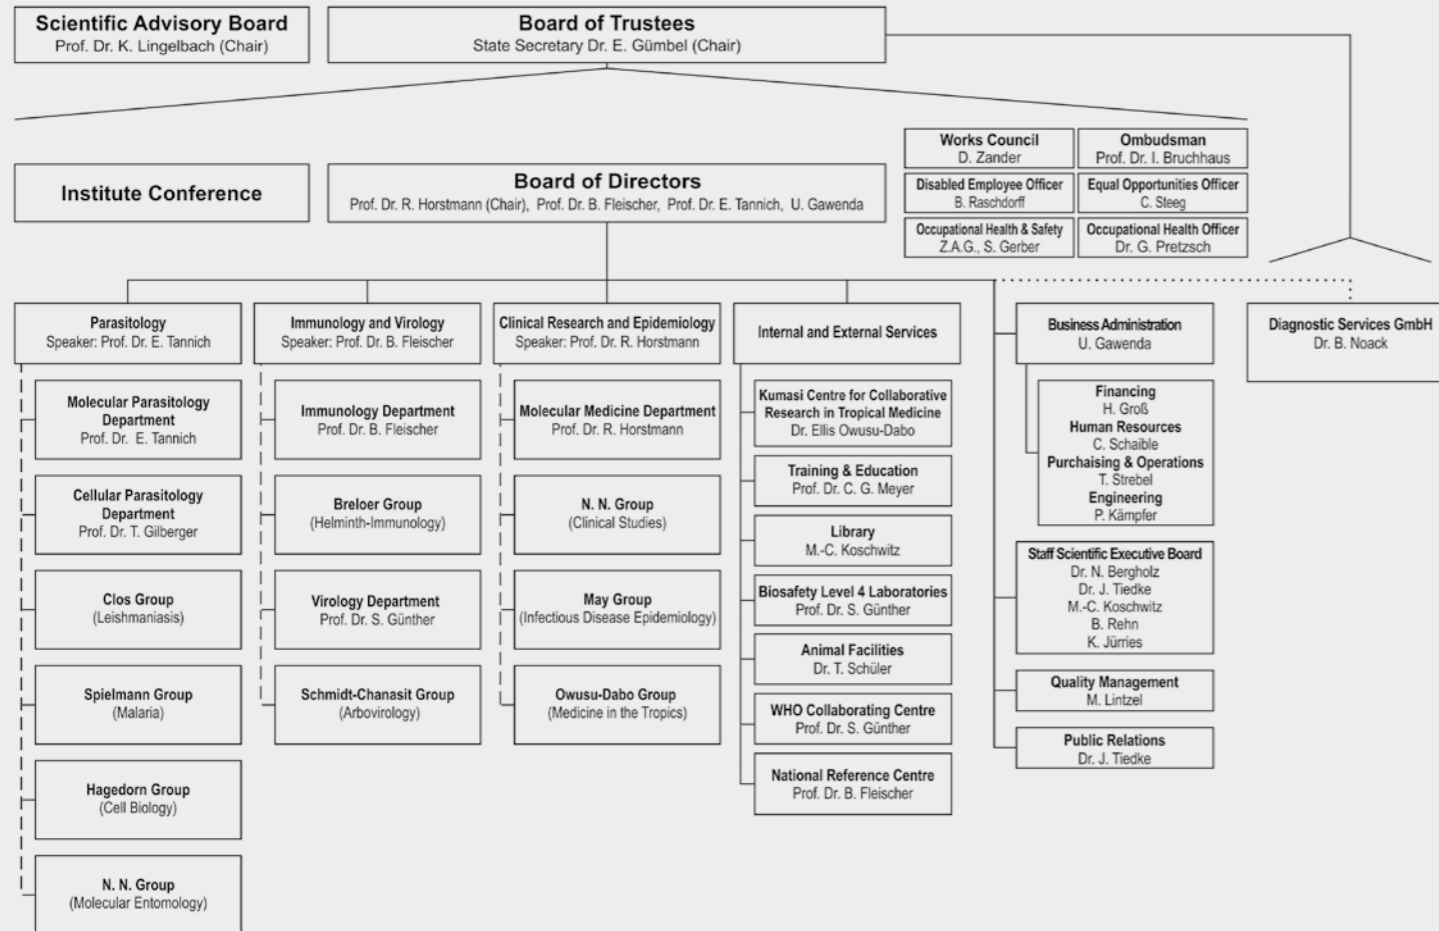 Scientific Advisory Board
Prof. Dr. K. Lingelbach (Chair)
Board of Trustees
State Secretary Dr. E. Gümbel (Chair)
Institute Conference
Board of Directors
Prof. Dr. R. Horstmann (Chair), Prof. Dr. B. Fleischer, Prof. Dr. E. Tannich, U. Gawenda
Works Council
D. Zander
Ombudsman
Prof. Dr. I. Bruchhaus
Disabled Employee Officer
B. Raschdorff
Equal Opportunities Officer
C. Steeg
Occupational Health & Safety
Z.A.G., S. Gerber
Occupational Health Officer
Dr. G. Pretzsch
Parasitology
Speaker: Prof. Dr. E. Tannich
Molecular Parasitology
Department
Prof. Dr. E. Tannich
Cellular Parasitology
Department
Prof. Dr. T. Gilberger
Clos Group
(Leishmaniasis)
Spielmann Group
(Malaria)
Hagedorn Group
(Cell Biology)
N. N. Group
(Molecular Entomology)
Immunology and Virology
Speaker: Prof. Dr. B. Fleischer
Immunology Department
Prof. Dr. B. Fleischer
Breloer Group
(Helminth-Immunology)
Virology Department
Prof. Dr. S. Günther
Schmidt-Chanasit Group
(Arbovirology)
Clinical Research and Epidemiology
Speaker: Prof. Dr. R. Horstmann
Molecular Medicine Department
Prof. Dr. R. Horstmann
N. N. Group
(Clinical Studies)
May Group
(Infectious Disease Epidemiology)
Owusu-Dabo Group
(Medicine in the Tropics)
Internal and External Services
Kumasi Centre for Collaborative
Research in Tropical Medicine
Dr. Ellis Owusu-Dabo
Training & Education
Prof. Dr. C. G. Meyer
Library
M.-C. Koschwitz
Biosafety Level 4 Laboratories
Prof. Dr. S. Günther
Animal Facilities
Dr. T. Schüler
WHO Collaborating Centre
Prof. Dr. S. Günther
National Reference Centre
Prof. Dr. B. Fleischer
Business Administration
U. Gawenda
Financing
H. Groß
Human Resources
C. Schaible
Purchaising & Operations
T. Strebel
Engineering
P. Kämpfer
Staff Scientific Executive Board
Dr. N. Bergholz
Dr. J. Tiedke
M.-C. Koschwitz
B. Rehn
K. Jürries
Quality Management
M. Lintzel
Public Relations
Dr. J. Tiedke
Diagnostic Services GmbH
Dr. B. Noack